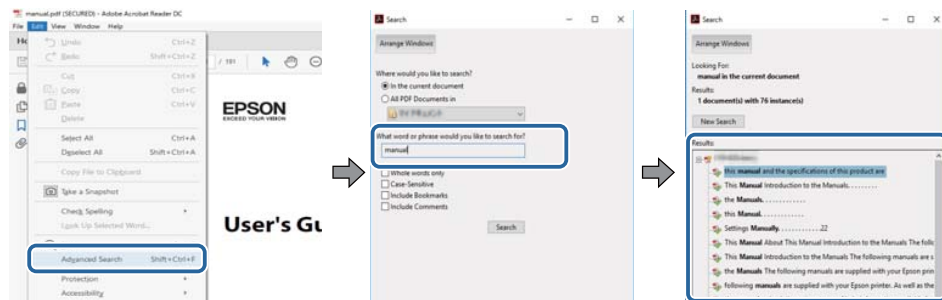 manual.pdf (SECURED) - Adobe Acrobat Reader DC
File Edit View Window Help
Undo Ctrl+Z
Redo Shift+Ctrl+Z
Cut Ctrl+X
Copy Ctrl+C
Paste Ctrl+V
Delete
Select All Ctrl+A
Deselect All Shift+Ctrl+A
Copy File to Clipboard
Take a Snapshot
Check Spelling
Look Up Selected Word...
Advanced Search Shift+Ctrl+F
Protection
Accessibility
/ 191
EPSON
EXCEED YOUR VISION
User's Gu
Search
Arrange Windows
Where would you like to search?
In the current document
All PDF Documents in
What word or phrase would you like to search for?
manual
Whole words only
Case-Sensitive
Include Bookmarks
Include Comments
Search
Search
Arrange Windows
Looking For:
manual in the current document
Results:
1 document(s) with 76 instance(s)
New Search
Results:
this manual and the specifications of this product are
This Manual Introduction to the Manuals. . . . . . . . .
the Manuals. . . . . . . . . . . . .
this Manual. . . . . . . . . . . . .
Settings Manually. . . . . . . . . . . . 22
This Manual About This Manual Introduction to the Manuals The follo
This Manual Introduction to the Manuals The following manuals are s
the Manuals The following manuals are supplied with your Epson prin
following manuals are supplied with your Epson printer. As well as the